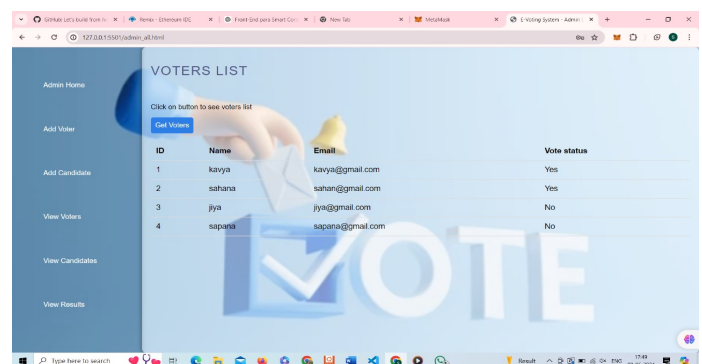 GitHub: Let's build from he
Remix - Ethereum IDE
Front-End para Smart Con
New Tab
MetaMask
E-Voting System - Admin
127.0.0.1:5501/admin_all.html
VOTERS LIST
Admin Home
Click on button to see voters list
Add Voter
Get Voters
ID Name Email Vote status
1 kavya kavya@gmail.com Yes
Add Candidate
2 sahana sahan@gmail.com Yes
3 jiya jiya@gmail.com No
View Voters
4 sapana sapana@gmail.com No
VOTE
View Candidates
View Results
Type here to search
Result
ENG
17:49